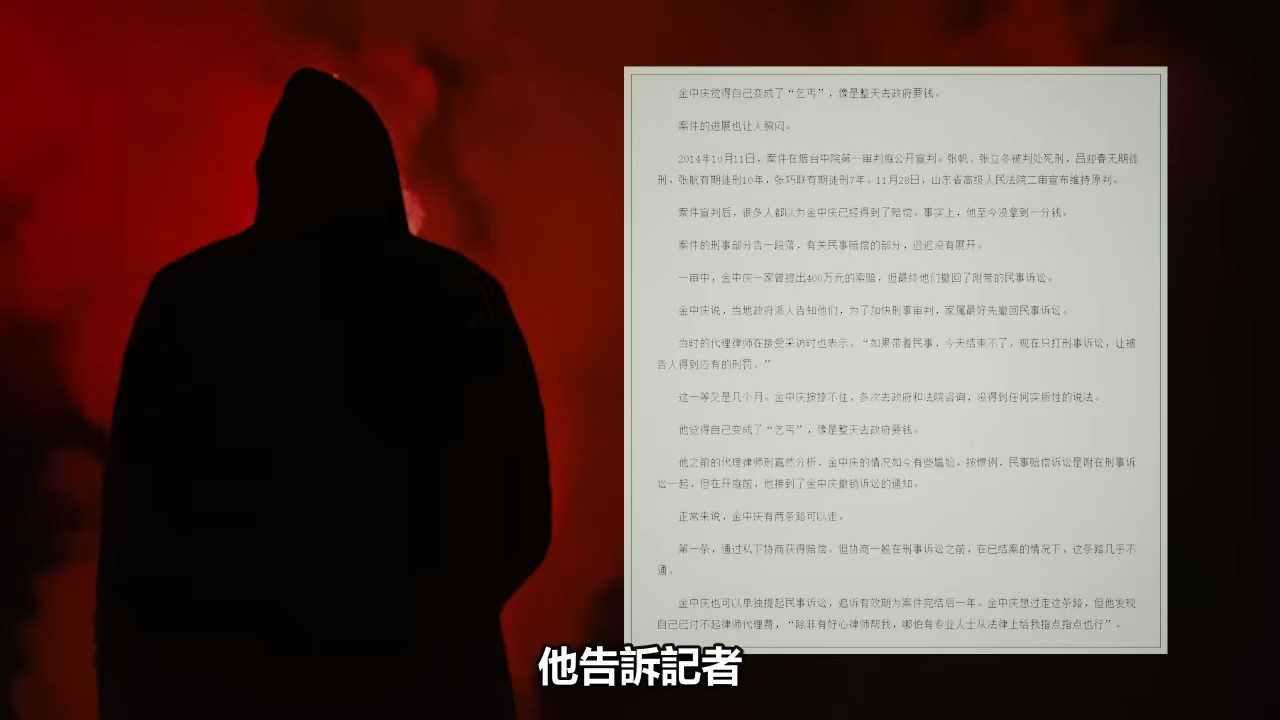 金中庆觉得自己变成了“乞丐”，像是整天去政府要钱。
案件的进展也让人胸闷。
2014年10月11日，案件在烟台中院第一审判庭公开宣判。张帆、张立冬被判处死刑，吕迎春无期徒
刑，张航有期徒刑10年，张巧联有期徒刑7年。11月28日，山东省高级人民法院二审宣布维持原判。
案件宣判后，很多人都以为金中庆已经得到了赔偿。事实上，他至今没拿到一分钱。
案件的刑事部分告一段落，有关民事赔偿的部分，迟迟没有展开。
一审中，金中庆一家曾提出400万元的索赔，但最终他们撤回了附带的民事诉讼。
金中庆说，当地政府派人告知他们，为了加快刑事审判，家属最好先撤回民事诉讼。
当时的代理律师在接受采访时也表示，“如果带着民事，今天结束不了，现在只打刑事诉讼，让被
告人得到应有的刑罚。”
这一等又是几个月。金中庆按捺不住，多次去政府和法院咨询，没得到任何实质性的说法。
他觉得自己变成了“乞丐”，像是整天去政府要钱。
他之前的代理律师邢嘉然分析，金中庆的情况如今有些尴尬。按惯例，民事赔偿诉讼是附在刑事诉
讼一起，但在开庭前，他接到了金中庆撤销诉讼的通知。
正常来说，金中庆有两条路可以走。
第一条，通过私下协商获得赔偿。但协商一般在刑事诉讼之前，在已结案的情况下，这条路几乎不
通。
金中庆也可以单独提起民事诉讼，追诉有效期为案件完结后一年。金中庆想过走这条路，但他发现
自己已付不起律师代理费，“除非有好心律师帮我，哪怕有专业人士从法律上给我指点指点也行”。
他告訴記者